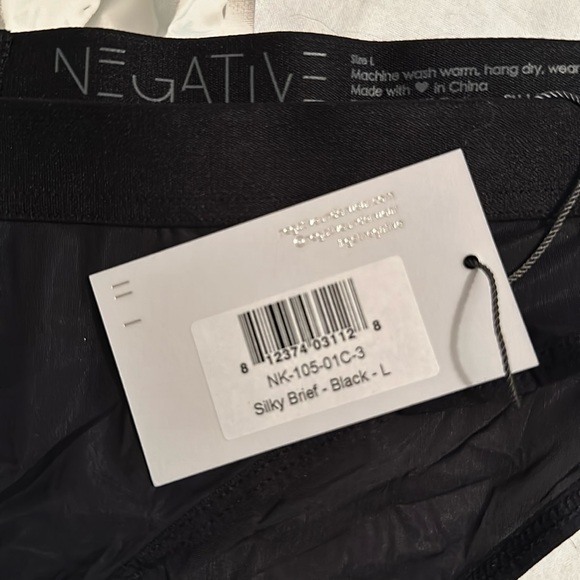 NEGATIVE
Size L
Machine wash warm, hang dry, wear
Made with ♥ in China
8 12374 03112 8
NK-105-01C-3
Silky Brief - Black - L